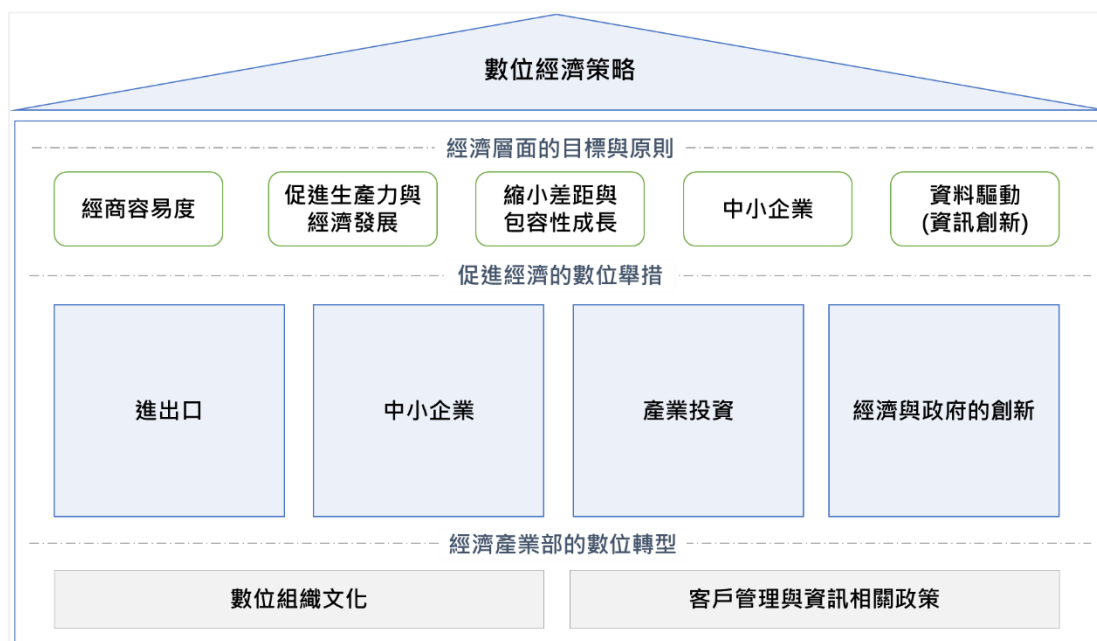 數位經濟策略
經濟層面的目標與原則
經商容易度
促進生產力與
經濟發展
縮小差距與
包容性成長
中小企業
資料驅動
(資訊創新)
促進經濟的數位舉措
進出口
中小企業
產業投資
經濟與政府的創新
經濟產業部的數位轉型
數位組織文化
客戶管理與資訊相關政策